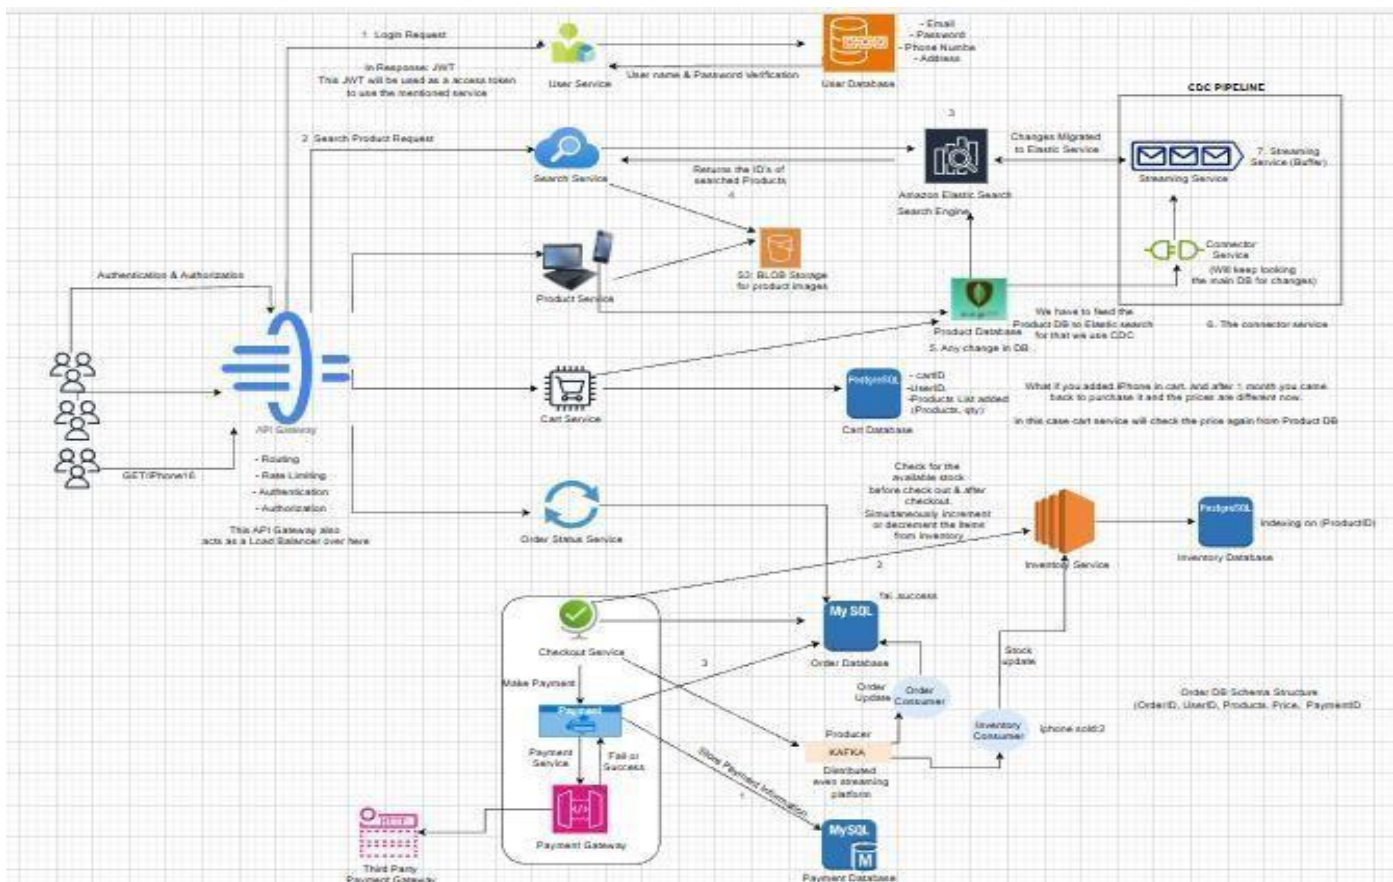 1 Login Request
In Response: JWT
This JWT will be used as a access token
to use the mentioned service
User Service
User name & Password Verification
User Database
- Email
- Password
- Phone Numbe
- Address
CDC PIPELINE
2 Search Product Request
Search Service
Returns the ID's of
searched Products
3
4
Amazon Elastic Search
Search Engine
Changes Migrated
to Elastic Service
Streaming Service
7. Streaming
Service (Buffer)
Connector
Service
(Will keep looking
the main DB for changes)
6. The connector service
Authentication & Authorization
Product Service
S3: BLOB Storage
for product images
Product Database
5. Any change in DB
We have to feed the
Product DB to Elastic search
for that we use CDC
API Gateway
- Routing
- Rate Limiting
- Authentication
- Authorization
This API Gateway also
acts as a Load Balancer over here
GET/iPhone16
Cart Service
PostgreSQL
Cart Database
- cartID
-UserID,
-Products List added
(Products, qty)
What if you added iPhone in cart. and after 1 month you came
back to purchase it and the prices are different now.
In this case cart service will check the price again from Product DB
Order Status Service
Check for the
available stock
before check out & after
checkout.
Simultaneously increment
or decrement the items
from Inventory
2
Inventory Service
PostgreSQL
Inventory Database
Indexing on (ProductID)
Checkout Service
fail, success
My SQL
Order Database
Make Payment
3
Payment
Payment
Service
Fail or
Success
Payment Gateway
Third Party
Payment Gateway
Order
Update
Order
Consumer
Producer
KAFKA
Distributed
even streaming
platform
Stock
update
Inventory
Consumer
iphone sold:2
Order DB Schema Structure
(OrderID, UserID, Products, Price, PaymentID
Store Payment Information
1
MySQL
M
Payment Database